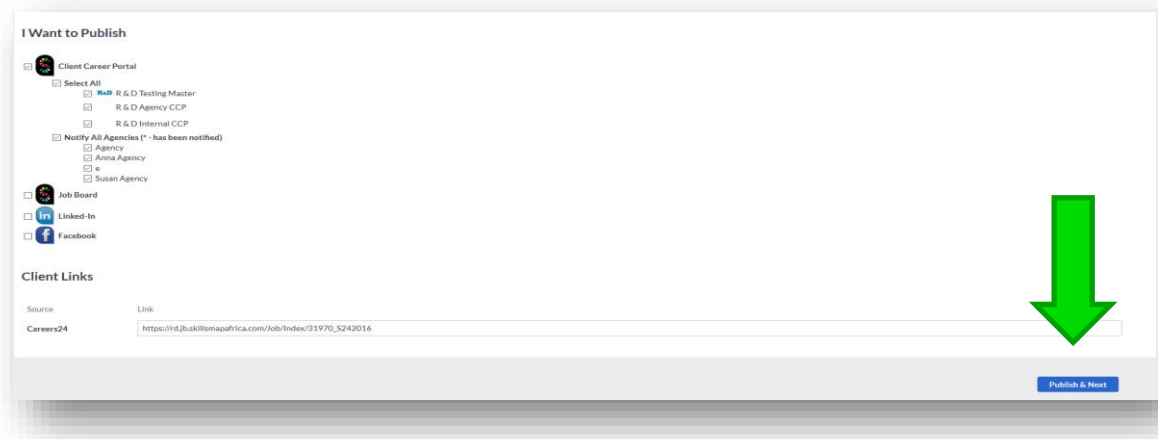 I Want to Publish
Client Career Portal
Select All
R&D R & D Testing Master
R & D Agency CCP
R & D Internal CCP
Notify All Agencies (* - has been notified)
Agency
Anna Agency
e
Susan Agency
Job Board
in Linked-In
f Facebook
Client Links
Source Link
Careers24 https://rd.jb.skillsmapafrica.com/Job/Index/31970_S242016
Publish & Next